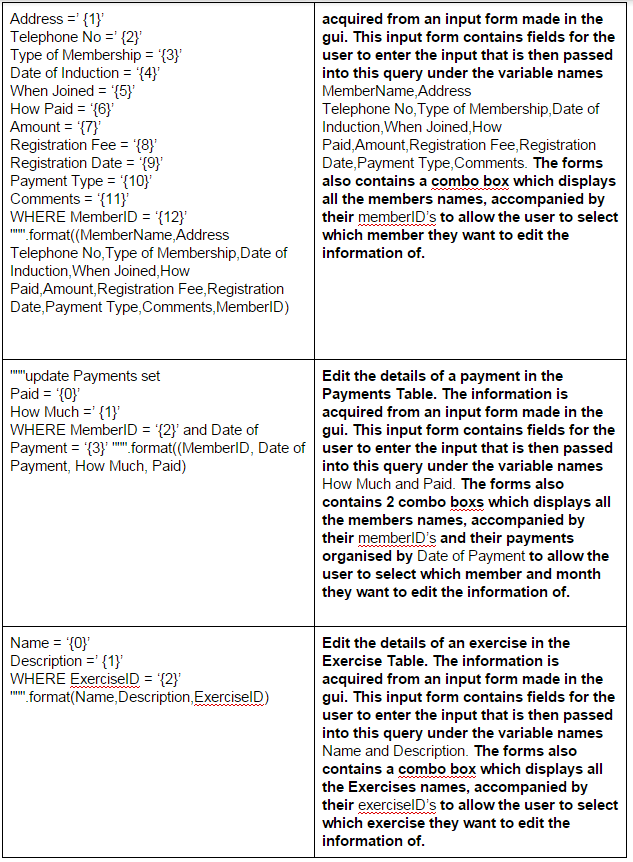 Address =’ {1}’
Telephone No =’ {2}’
Type of Membership = ‘{3}’
Date of Induction = ‘{4}’
When Joined = ‘{5}’
How Paid = ‘{6}’
Amount = ‘{7}’
Registration Fee = ‘{8}’
Registration Date = ‘{9}’
Payment Type = ‘{10}’
Comments = ‘{11}’
WHERE MemberID = ‘{12}’
""".format((MemberName,Address
Telephone No,Type of Membership,Date of
Induction,When Joined,How
Paid,Amount,Registration Fee,Registration
Date,Payment Type,Comments,MemberID)
acquired from an input form made in the
gui. This input form contains fields for the
user to enter the input that is then passed
into this query under the variable names
MemberName,Address
Telephone No,Type of Membership,Date of
Induction,When Joined,How
Paid,Amount,Registration Fee,Registration
Date,Payment Type,Comments. The forms
also contains a combo box which displays
all the members names, accompanied by
their memberID’s to allow the user to select
which member they want to edit the
information of.
"""update Payments set
Paid = ‘{0}’
How Much =’ {1}’
WHERE MemberID = ‘{2}’ and Date of
Payment = ‘{3}’ """.format((MemberID, Date of
Payment, How Much, Paid)
Edit the details of a payment in the
Payments Table. The information is
acquired from an input form made in the
gui. This input form contains fields for the
user to enter the input that is then passed
into this query under the variable names
How Much and Paid. The forms also
contains 2 combo boxs which displays all
the members names, accompanied by
their memberID’s and their payments
organised by Date of Payment to allow the
user to select which member and month
they want to edit the information of.
Name = ‘{0}’
Description =’ {1}’
WHERE ExerciseID = ‘{2}’
""".format(Name,Description,ExerciseID)
Edit the details of an exercise in the
Exercise Table. The information is
acquired from an input form made in the
gui. This input form contains fields for the
user to enter the input that is then passed
into this query under the variable names
Name and Description. The forms also
contains a combo box which displays all
the Exercises names, accompanied by
their exerciseID’s to allow the user to select
which exercise they want to edit the
information of.